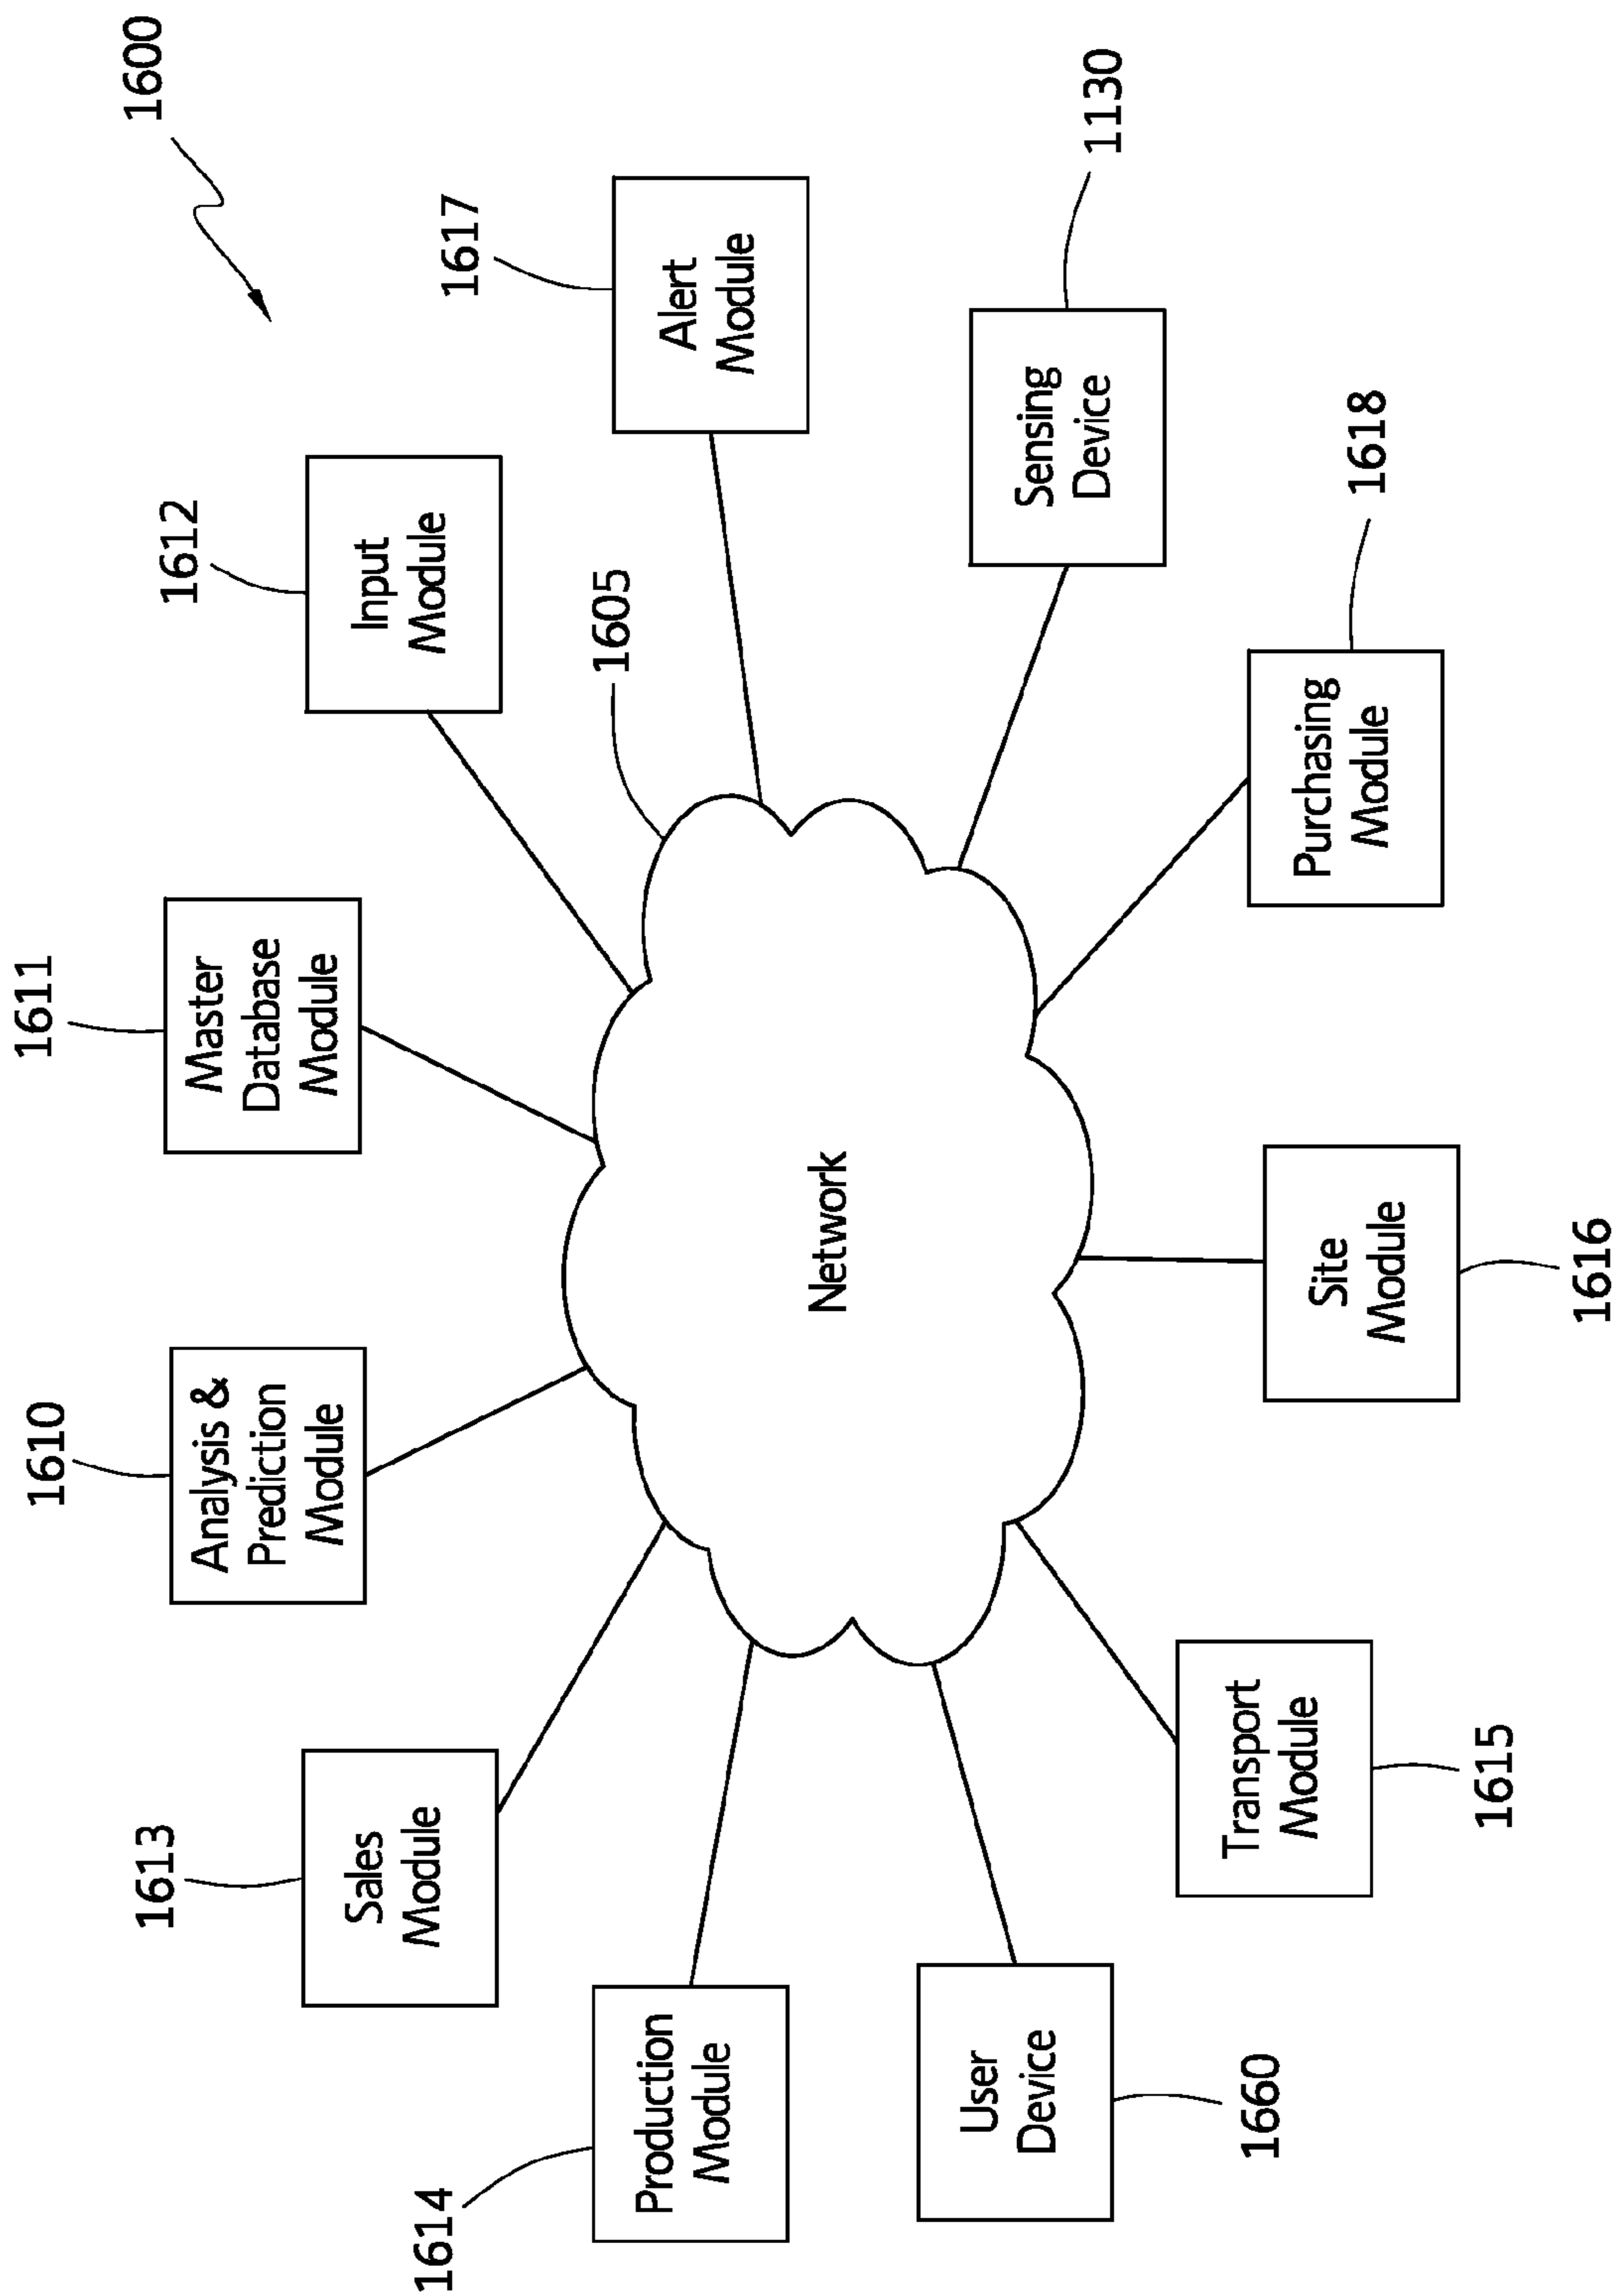 1600
1611
1610
1612
1613
Master
Database
Module
Analysis &
Prediction
Module
Input
Module
Sales
Module
1617
1605
1614
Alert
Module
Production
Module
Network
User
Device
Sensing
Device
1130
1660
Purchasing
Module
1618
Site
Module
Transport
Module
1616
1615